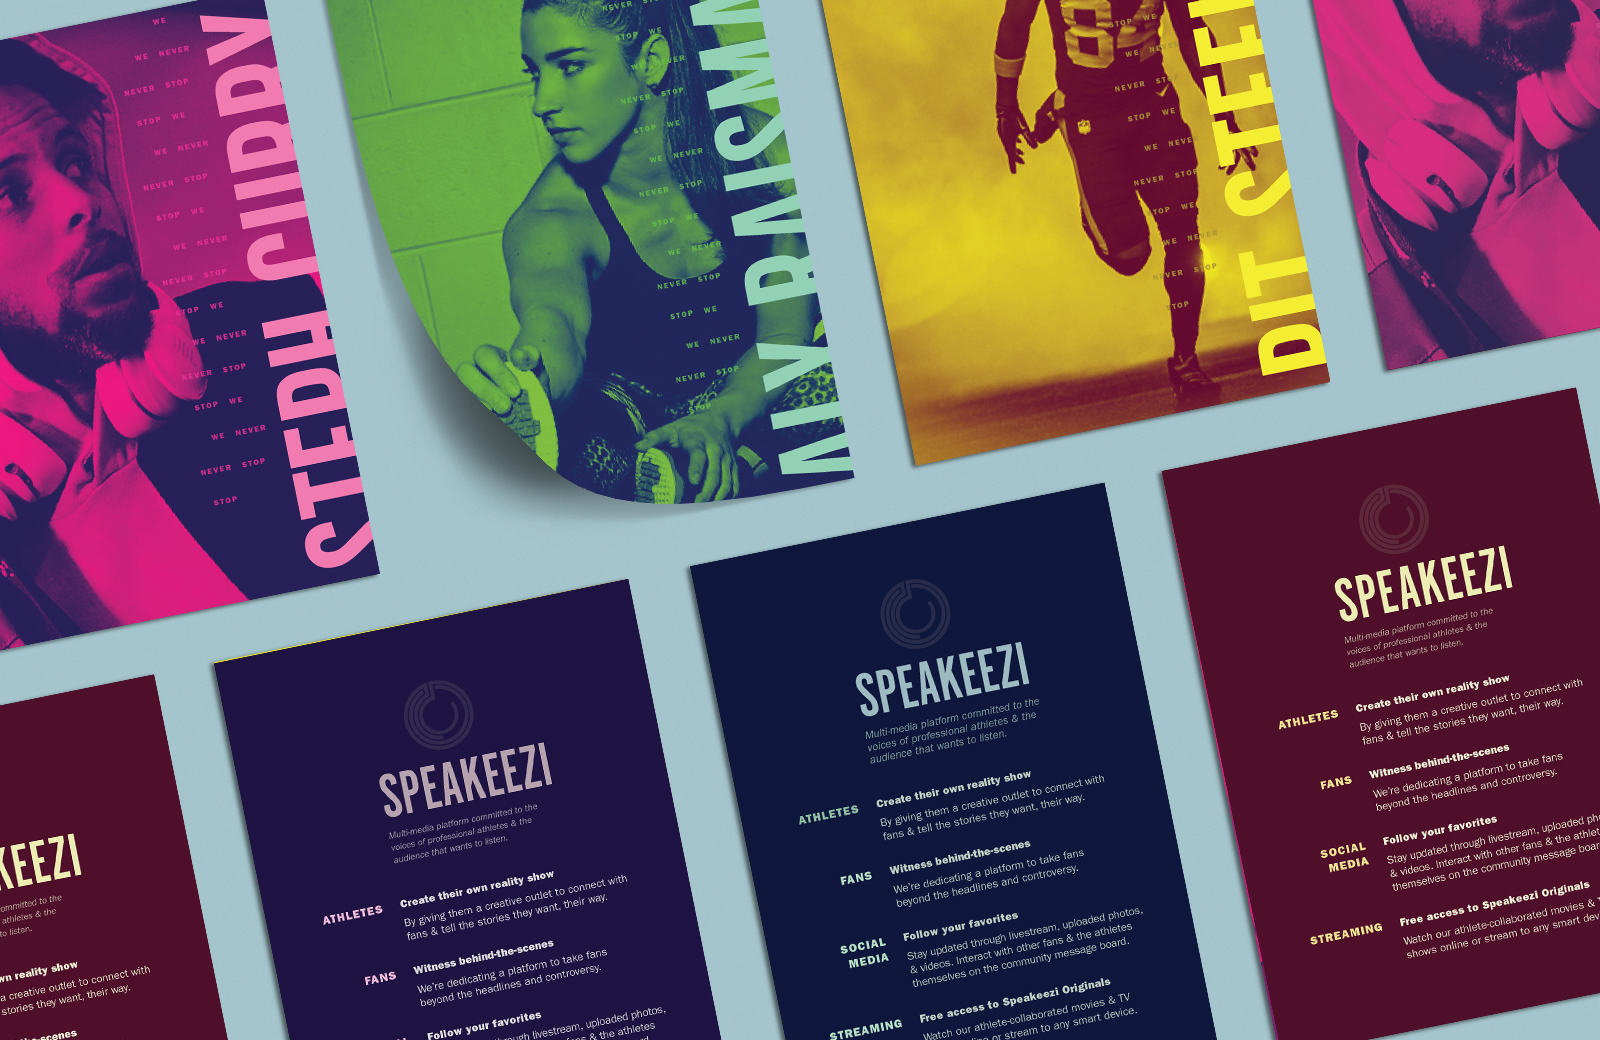 WE
WE NEVER
NEVER STOP
STOP WE
WE NEVER
NEVER STOP
STOP WE
WE NEVER
NEVER STOP
STOP WE
WE NEVER
NEVER STOP
STOP WE
WE NEVER
NEVER STOP
STOP
STEPH CURRY
NEVER STOP
STOP WE
WE NEVER
NEVER STOP
STOP WE
WE NEVER
NEVER STOP
STOP WE
WE NEVER
NEVER STOP
STOP WE
WE NEVER
NEVER STOP
STOP
ALY RAISM
STOP WE
WE NEVER
NEVER STOP
STOP WE
WE NEVER
NEVER STOP
STOP WE
WE NEVER
NEVER STOP
STOP
PIT STEEL
KEEZI
committed to the
athletes & the
to listen.
wn reality show
a creative outlet to connect with
stories they want, their way.
SPEAKEEZI
Multi-media platform committed to the
voices of professional athletes & the
audience that wants to listen.
ATHLETES
Create their own reality show
By giving them a creative outlet to connect with
fans & tell the stories they want, their way.
FANS
Witness behind-the-scenes
We're dedicating a platform to take fans
beyond the headlines and controversy.
Follow your favorites
through livestream, uploaded photos,
fans & the athletes
SPEAKEEZI
Multi-media platform committed to the
voices of professional athletes & the
audience that wants to listen.
ATHLETES
Create their own reality show
By giving them a creative outlet to connect with
fans & tell the stories they want, their way.
FANS
Witness behind-the-scenes
We're dedicating a platform to take fans
beyond the headlines and controversy.
SOCIAL
MEDIA
Follow your favorites
Stay updated through livestream, uploaded photos,
& videos. Interact with other fans & the athletes
themselves on the community message board.
STREAMING
Free access to Speakeezi Originals
Watch our athlete-collaborated movies & TV
or stream to any smart device.
SPEAKEEZI
Multi-media platform committed to the
voices of professional athletes & the
audience that wants to listen.
ATHLETES
Create their own reality show
By giving them a creative outlet to connect with
fans & tell the stories they want, their way.
FANS
Witness behind-the-scenes
We're dedicating a platform to take fans
beyond the headlines and controversy.
SOCIAL
MEDIA
Follow your favorites
Stay updated through livestream, uploaded pho
& videos. Interact with other fans & the athlet
themselves on the community message boar
STREAMING
Free access to Speakeezi Originals
Watch our athlete-collaborated movies & T
shows online or stream to any smart dev